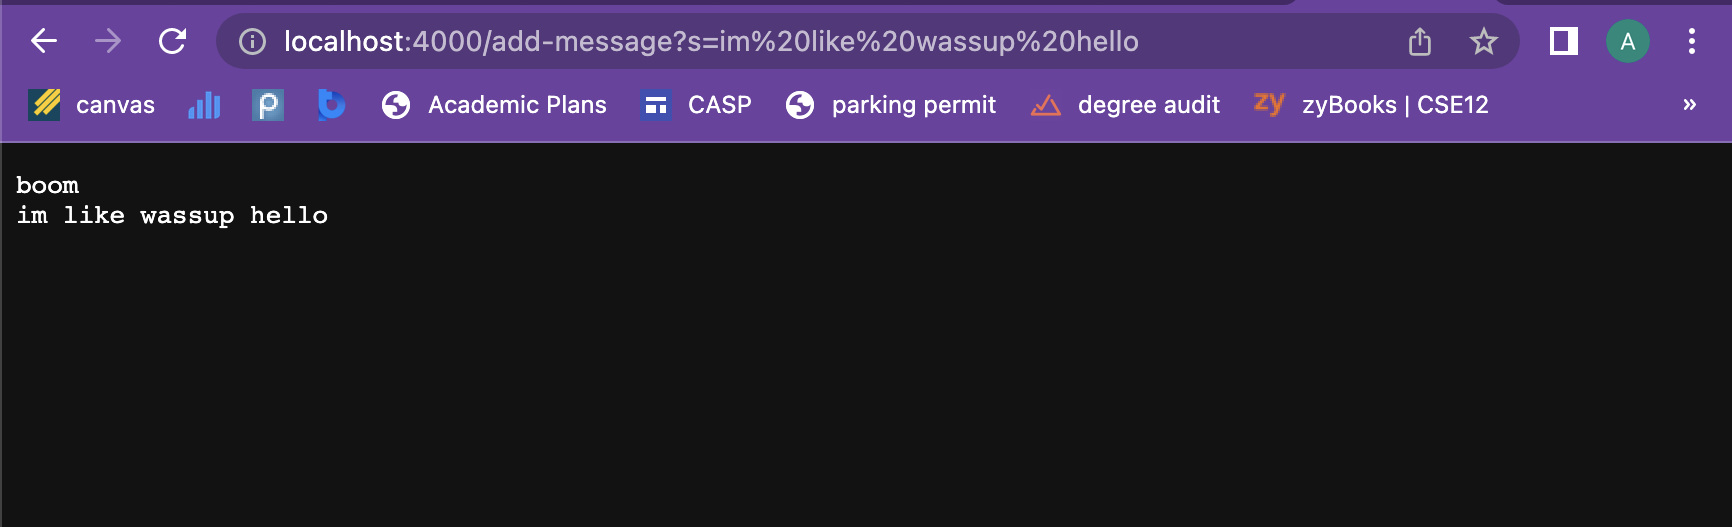 localhost:4000/add-message?s=im%20like%20wassup%20hello
A
canvas
Academic Plans
CASP
parking permit
degree audit
zy
zyBooks | CSE12
»
boom
im like wassup hello